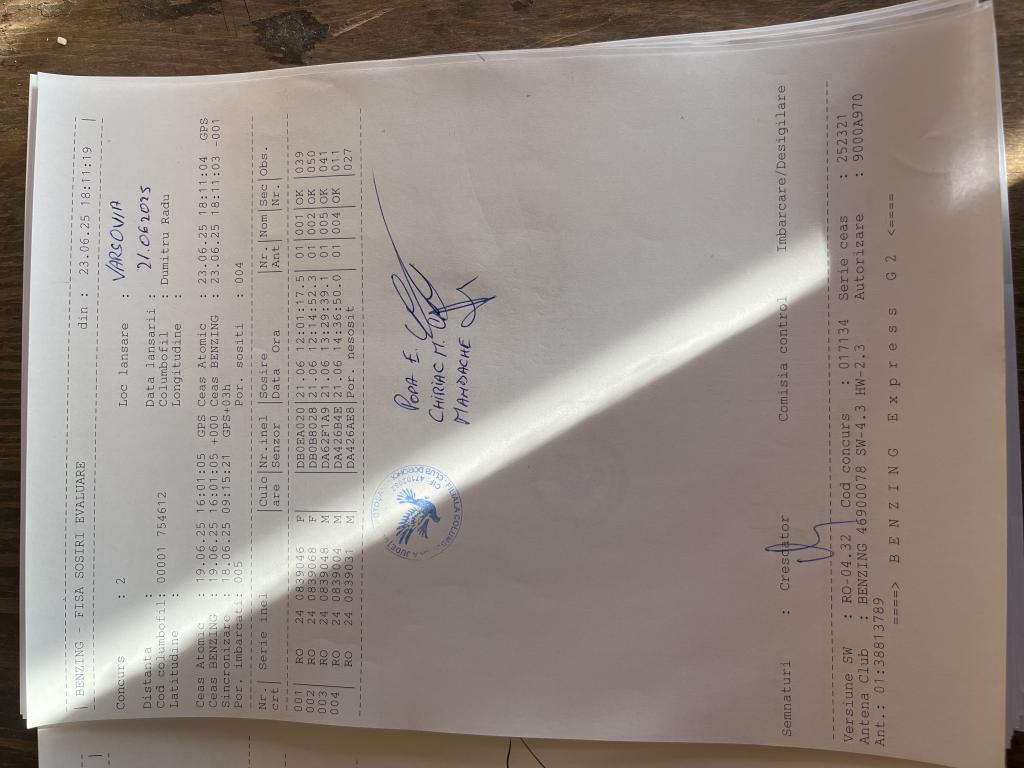 | BENZING - FISA SOSIRI EVALUARE din : 23.06.25 18:11:19 |
Concurs : 2 Loc lansare : VARSOVIA
Distanta : Data lansarii : 21.06 2025
Cod columbofil: 00001 754612 Columbofil : Dumitru Radu
Latitudine : Longitudine :
Ceas Atomic : 19.06.25 16:01:05 GPS Ceas Atomic : 23.06.25 18:11:04 GPS
Ceas BENZING : 19.06.25 16:01:05 +000 Ceas BENZING : 23.06.25 18:11:03 -001
Sincronizare : 18.06.25 09:15:21 GPS+03h
Por. imbarcati: 005 Por. sositi : 004
Nr.| Serie inel |Culo|Nr.inel |Sosire |Nr.|Nom|Sec|Obs.
crt| |are |Senzor |Data Ora |Ant| |Nr.|
001| RO 24 0839046 F | |DB0EA020|21.06 12:01:17.5| 01|001|OK |039
002| RO 24 0839068 F | |DB0B8028|21.06 12:14:52.3| 01|002|OK |050
003| RO 24 0839048 M | |DA62F1A9|21.06 13:29:39.1| 01|005|OK |041
004| RO 24 083901 M | |DA426B4E|21.06 14:36:50.0| 01|004|OK |011
| RO 24 0839031 M | |DA426AE8|Por. nesosit | | | |027
POPA E.
CHIRIAC M.
MANDACHE
CLUB DOROHOI
Semnaturi : Crescator Comisia control Imbarcare/Desigilare
Versiune SW : RO-04.32 Cod concurs : 017134 Serie ceas : 252321
Antena Club : BENZING 46900078 SW-4.3 HW-2.3 Autorizare : 9000A970
Ant.: 01:38813789
====> B E N Z I N G E x p r e s s G 2 <====